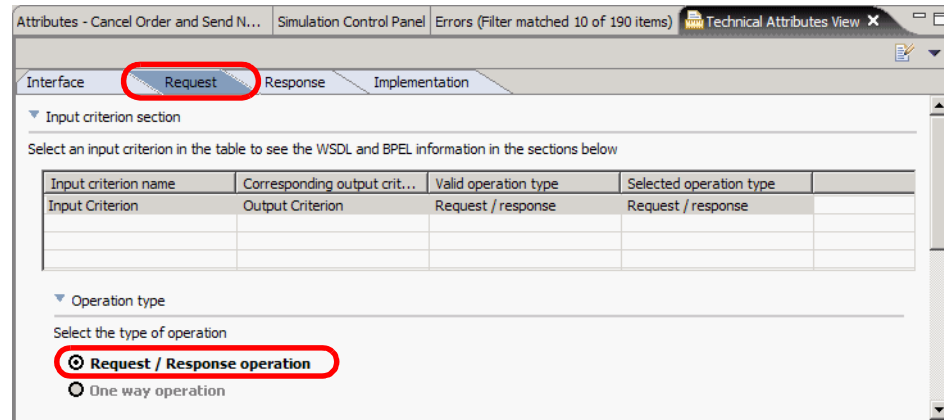 Attributes - Cancel Order and Send N... Simulation Control Panel Errors (Filter matched 10 of 190 items) Technical Attributes View
Interface Request Response Implementation
Input criterion section
Select an input criterion in the table to see the WSDL and BPEL information in the sections below
Input criterion name Corresponding output crit... Valid operation type Selected operation type
Input Criterion Output Criterion Request / response Request / response
Operation type
Select the type of operation
Request / Response operation
One way operation